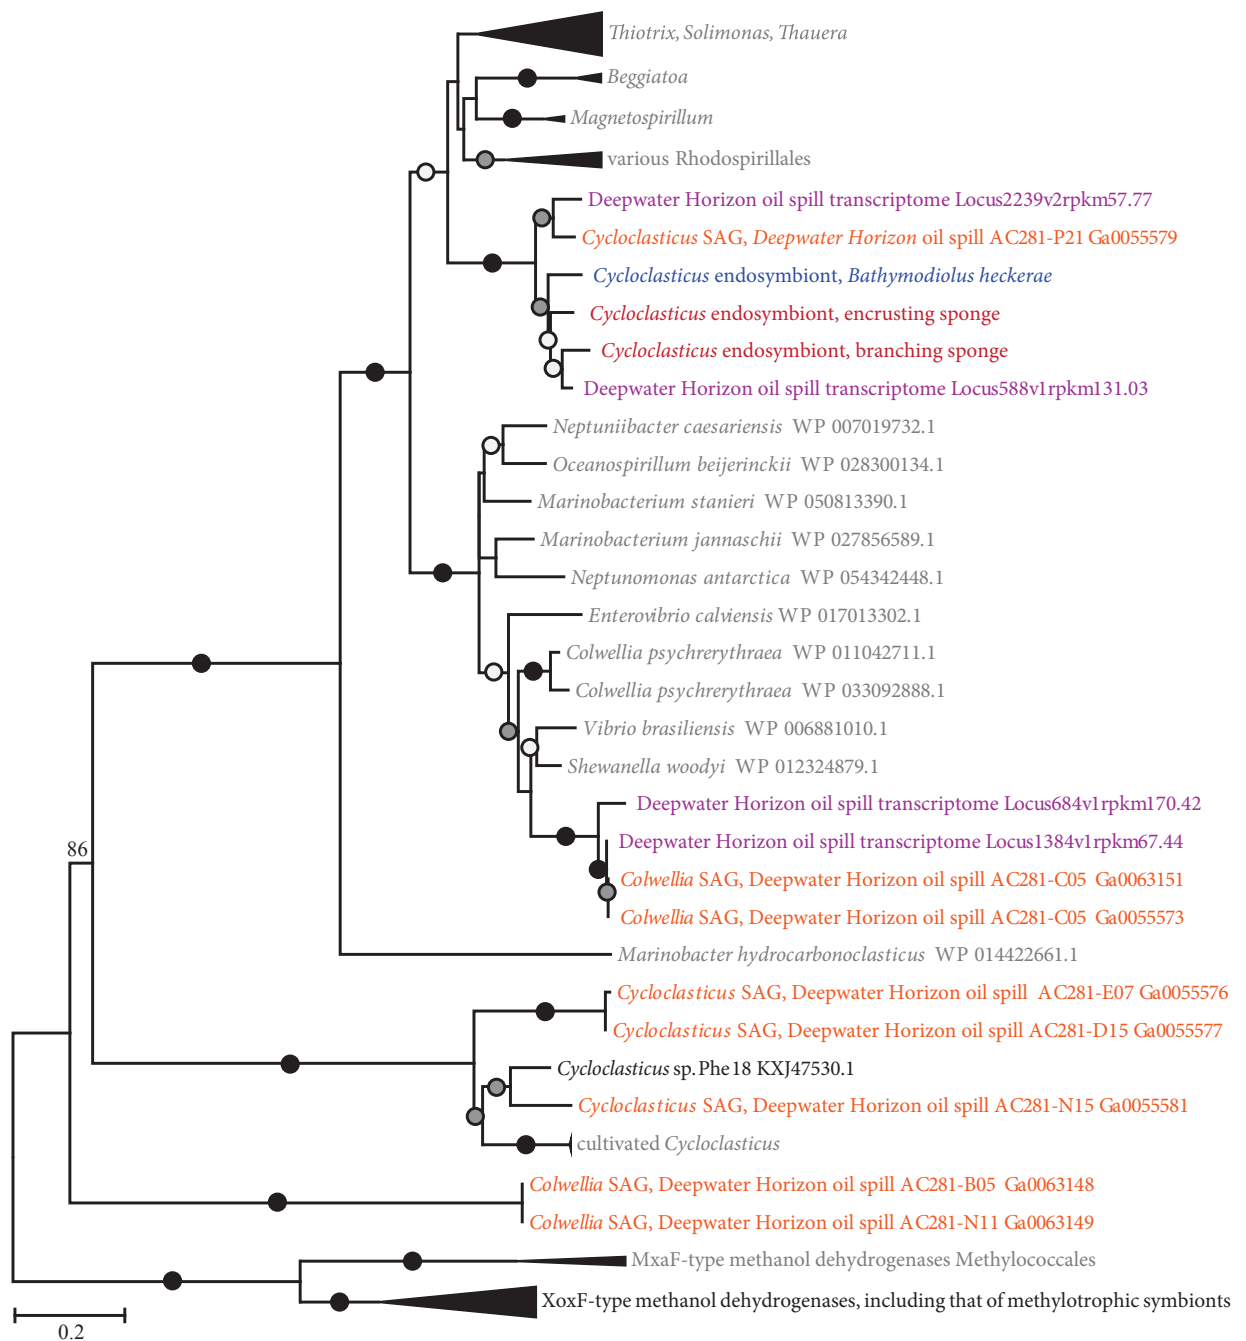 Thiotrix, Solimonas, Thauera
Beggiatoa
Magnetospirillum
various Rhodospirillales
Deepwater Horizon oil spill transcriptome Locus2239v2rpkm57.77
Cycloclasticus SAG, Deepwater Horizon oil spill AC281-P21 Ga0055579
Cycloclasticus endosymbiont, Bathymodiolus heckerae
Cycloclasticus endosymbiont, encrusting sponge
Cycloclasticus endosymbiont, branching sponge
Deepwater Horizon oil spill transcriptome Locus588v1rpkm131.03
Neptuniibacter caesariensis WP 007019732.1
Oceanospirillum beijerinckii WP 028300134.1
Marinobacterium stanieri WP 050813390.1
Marinobacterium jannaschii WP 027856589.1
Neptunomonas antarctica WP 054342448.1
Enterovibrio calviensis WP 017013302.1
Colwellia psychrerythraea WP 011042711.1
Colwellia psychrerythraea WP 033092888.1
Vibrio brasiliensis WP 006881010.1
Shewanella woodyi WP 012324879.1
Deepwater Horizon oil spill transcriptome Locus684v1rpkm170.42
Deepwater Horizon oil spill transcriptome Locus1384v1rpkm67.44
86
Colwellia SAG, Deepwater Horizon oil spill AC281-C05 Ga0063151
Colwellia SAG, Deepwater Horizon oil spill AC281-C05 Ga0055573
Marinobacter hydrocarbonoclasticus WP 014422661.1
Cycloclasticus SAG, Deepwater Horizon oil spill AC281-E07 Ga0055576
Cycloclasticus SAG, Deepwater Horizon oil spill AC281-D15 Ga0055577
Cycloclasticus sp. Phe18 KXJ47530.1
Cycloclasticus SAG, Deepwater Horizon oil spill AC281-N15 Ga0055581
cultivated Cycloclasticus
Colwellia SAG, Deepwater Horizon oil spill AC281-B05 Ga0063148
Colwellia SAG, Deepwater Horizon oil spill AC281-N11 Ga0063149
MxaF-type methanol dehydrogenases Methylococcales
XoxF-type methanol dehydrogenases, including that of methylotrophic symbionts
0.2